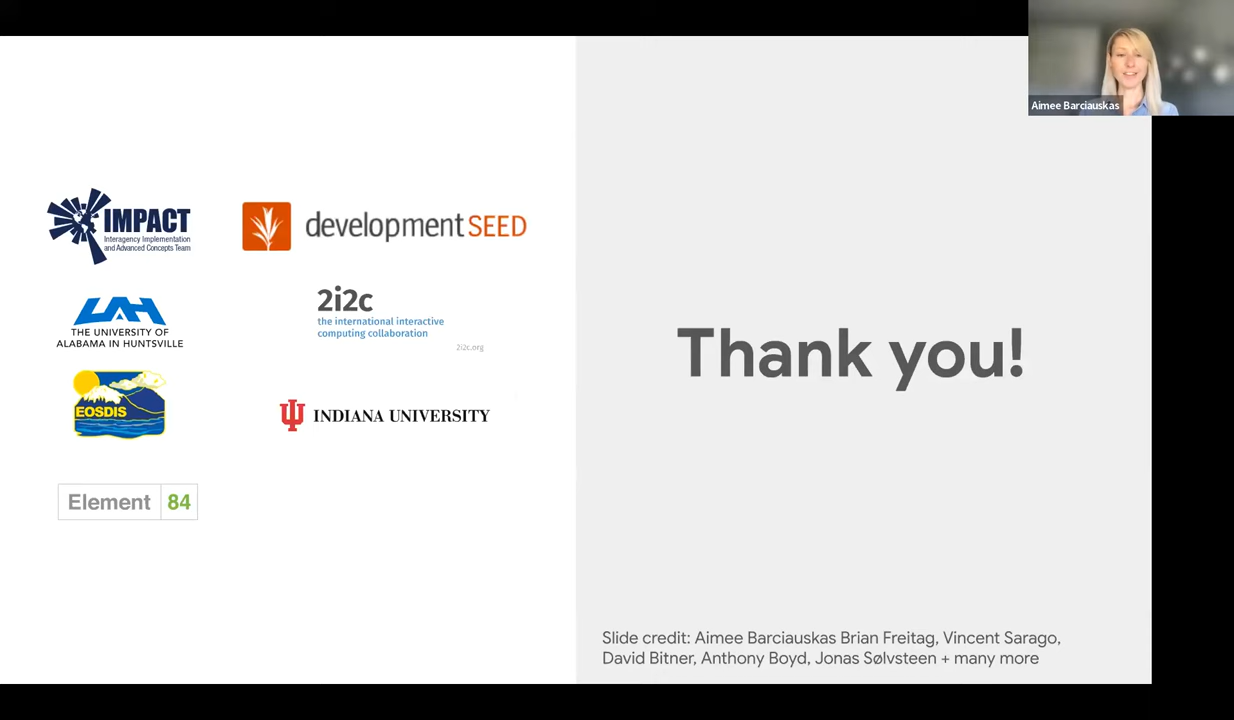 Aimee Barciauskas
IMPACT
Interagency Implementation
and Advanced Concepts Team
development SEED
UAH
THE UNIVERSITY OF
ALABAMA IN HUNTSVILLE
2i2c
the international interactive
computing collaboration
2i2c.org
EOSDIS
INDIANA UNIVERSITY
Element 84
Thank you!
Slide credit: Aimee Barciauskas Brian Freitag, Vincent Sarago,
David Bitner, Anthony Boyd, Jonas Sølvsteen + many more